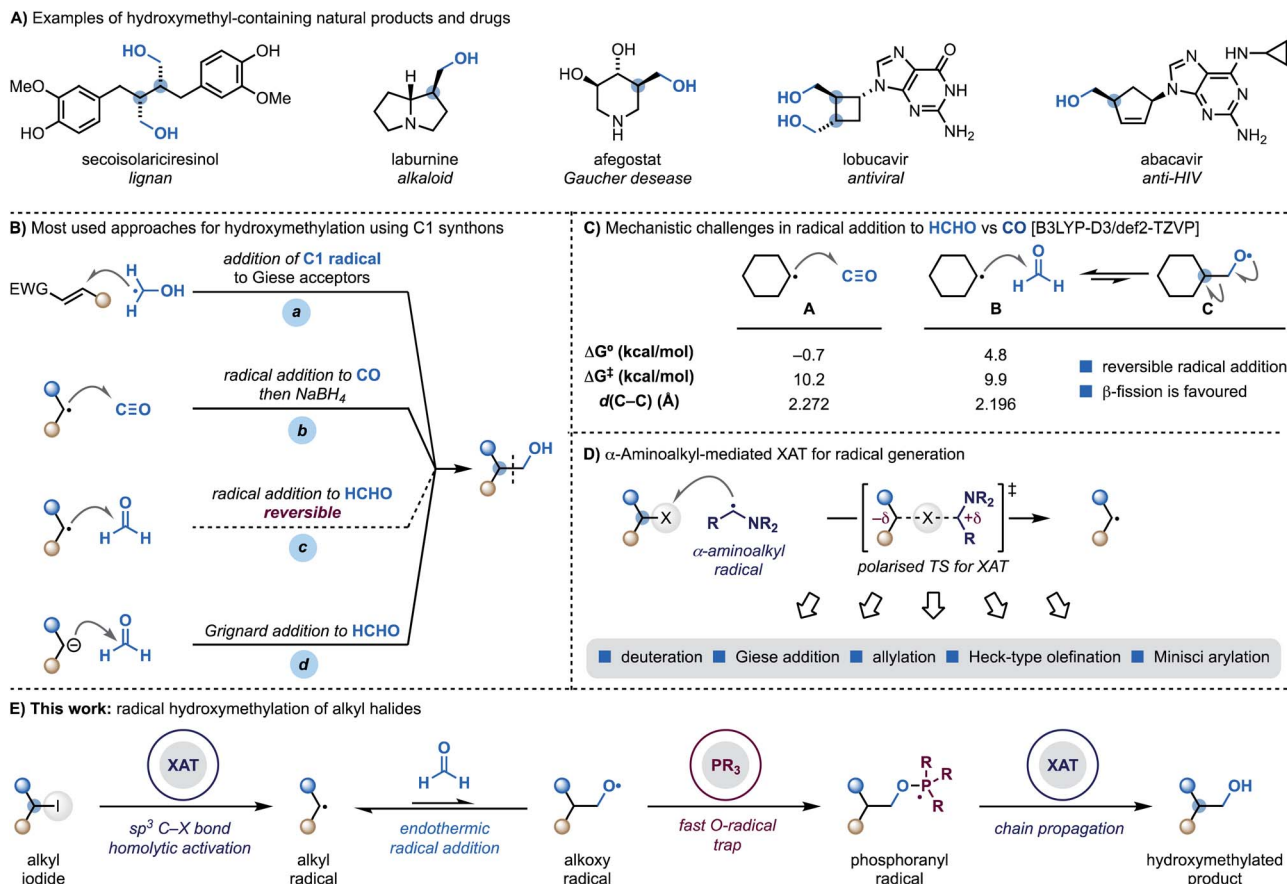 A) Examples of hydroxymethyl-containing natural products and drugs
HO
OH
MeO
OMe
HO
OH
secoisolariciresinol
lignan
H
OH
N
laburnine
alkaloid
OH
HO
OH
N
H
afegostat
Gaucher desease
HO
HO
N
N
O
NH
N
NH2
lobucavir
antiviral
HO
N
N
HN
N
N
NH2
abacavir
anti-HIV
B) Most used approaches for hydroxymethylation using C1 synthons
EWG
H
H
OH
addition of C1 radical
to Giese acceptors
a
C≡O
radical addition to CO
then NaBH4
b
O
H
H
radical addition to HCHO
reversible
c
O
H
H
Grignard addition to HCHO
d
OH
C) Mechanistic challenges in radical addition to HCHO vs CO [B3LYP-D3/def2-TZVP]
C≡O
O
H
H
O•
A
B
C
ΔGº (kcal/mol)
–0.7
4.8
ΔG‡ (kcal/mol)
10.2
9.9
d(C–C) (Å)
2.272
2.196
reversible radical addition
β-fission is favoured
D) α-Aminoalkyl-mediated XAT for radical generation
X
R
NR2
α-aminoalkyl
radical
–δ
X
NR2
+δ
R
‡
polarised TS for XAT
deuteration
Giese addition
allylation
Heck-type olefination
Minisci arylation
E) This work: radical hydroxymethylation of alkyl halides
I
alkyl
iodide
XAT
sp3 C–X bond
homolytic activation
alkyl
radical
O
H
H
endothermic
radical addition
O•
alkoxy
radical
PR3
fast O-radical
trap
O
P
R
R
R
phosphoranyl
radical
XAT
chain propagation
OH
hydroxymethylated
product